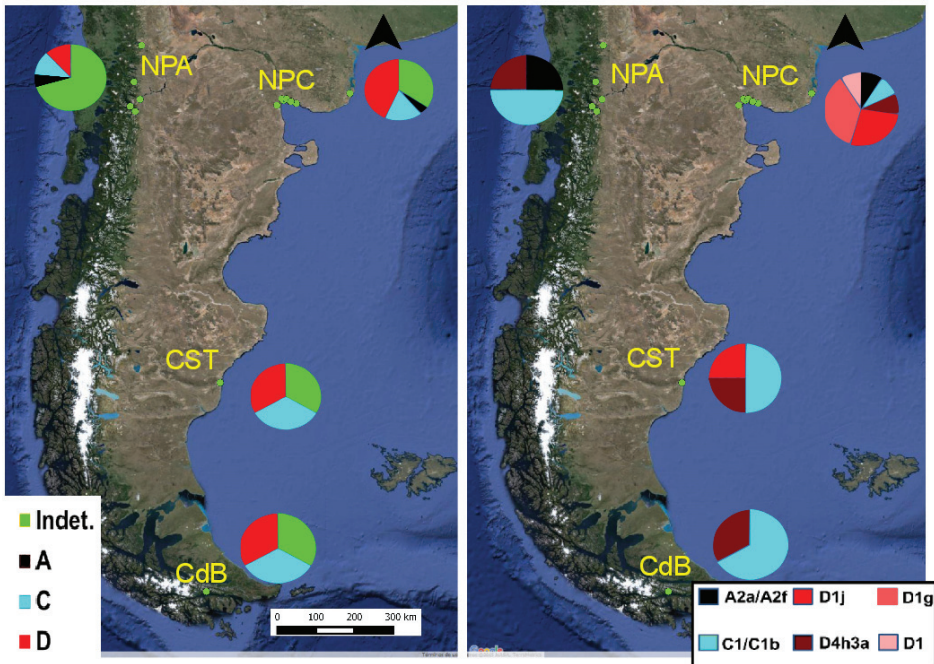 NPA
NPC
CST
CdB
Indet.
A
C
D
0 100 200 300 km
NPA
NPC
CST
CdB
A2a/A2f D1j D1g
C1/C1b D4h3a D1
Google